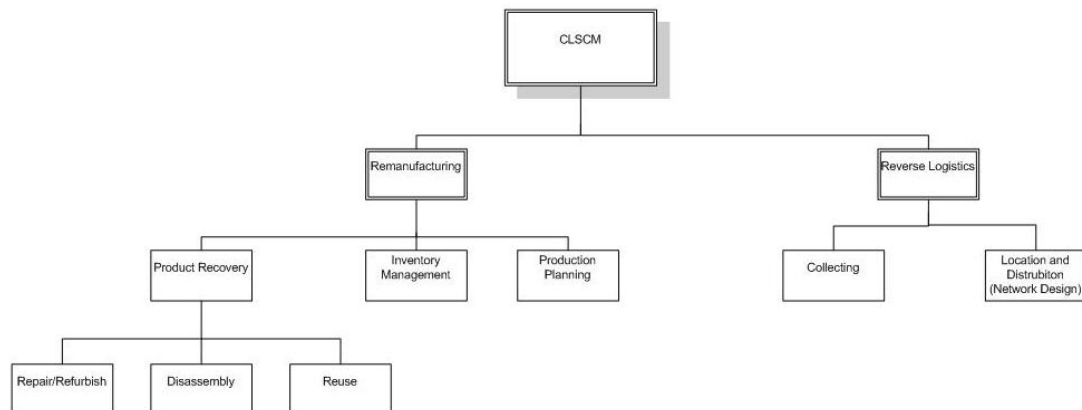 CLSCM
Remanufacturing
Reverse Logistics
Product Recovery
Inventory
Management
Production
Planning
Collecting
Location and
Distrubiton
(Network Design)
Repair/Refurbish
Disassembly
Reuse